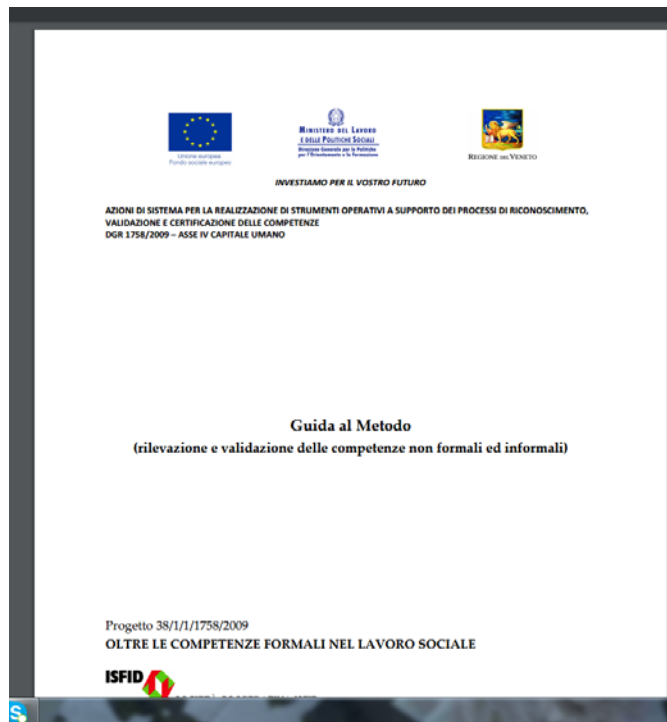 Unione europea
Fondo sociale europeo
MINISTERO DEL LAVORO
E DELLE POLITICHE SOCIALI
Direzione Generale per le Politiche
per l'Orientamento e la Formazione
REGIONE DEL VENETO
INVESTIAMO PER IL VOSTRO FUTURO
AZIONI DI SISTEMA PER LA REALIZZAZIONE DI STRUMENTI OPERATIVI A SUPPORTO DEI PROCESSI DI RICONOSCIMENTO,
VALIDAZIONE E CERTIFICAZIONE DELLE COMPETENZE
DGR 1758/2009 – ASSE IV CAPITALE UMANO
Guida al Metodo
(rilevazione e validazione delle competenze non formali ed informali)
Progetto 38/1/1/1758/2009
OLTRE LE COMPETENZE FORMALI NEL LAVORO SOCIALE
ISFID